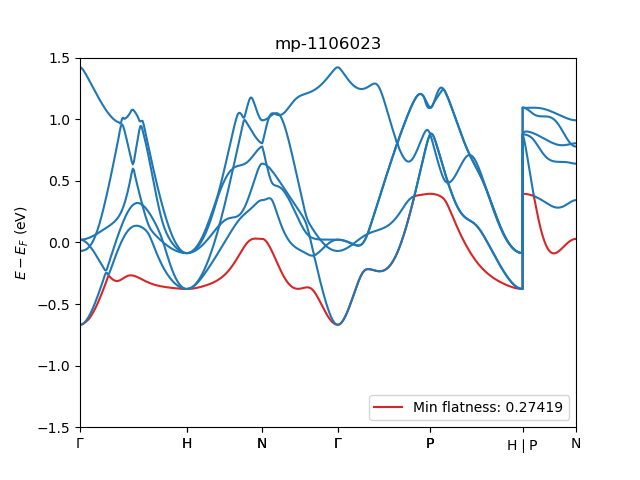 mp-1106023
E − E_F (eV)
1.5
1.0
0.5
0.0
−0.5
−1.0
−1.5
Min flatness: 0.27419
Γ H N Γ P H | P N